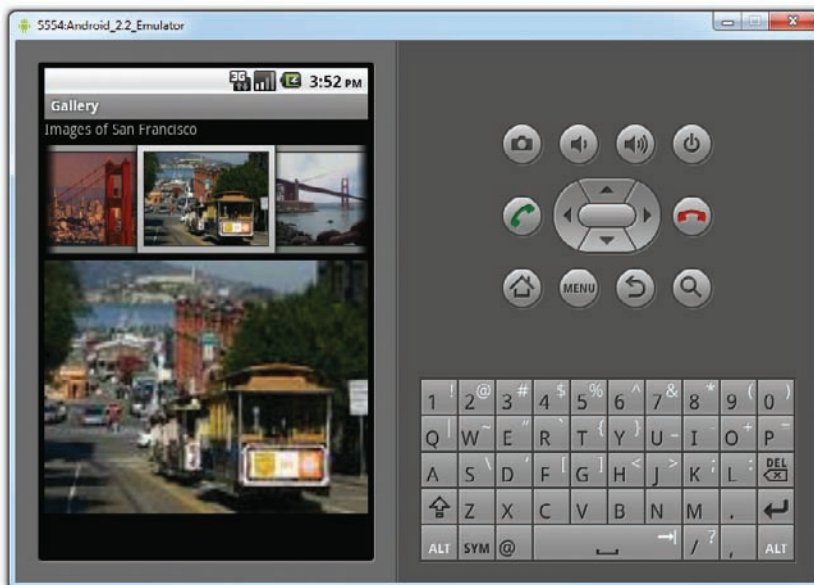 5554:Android_2.2_Emulator
3G 3:52 PM
Gallery
Images of San Francisco
MENU
1 ! 2 @ 3 # 4 $ 5 % 6 ^ 7 & 8 * 9 ( 0 )
Q | W ~ E " R ` T { Y } U _ I - O + P =
A S \ D ' F [ G ] H < J > K ; L : DEL
Z X C V B N M .
ALT SYM @ / ? , ALT